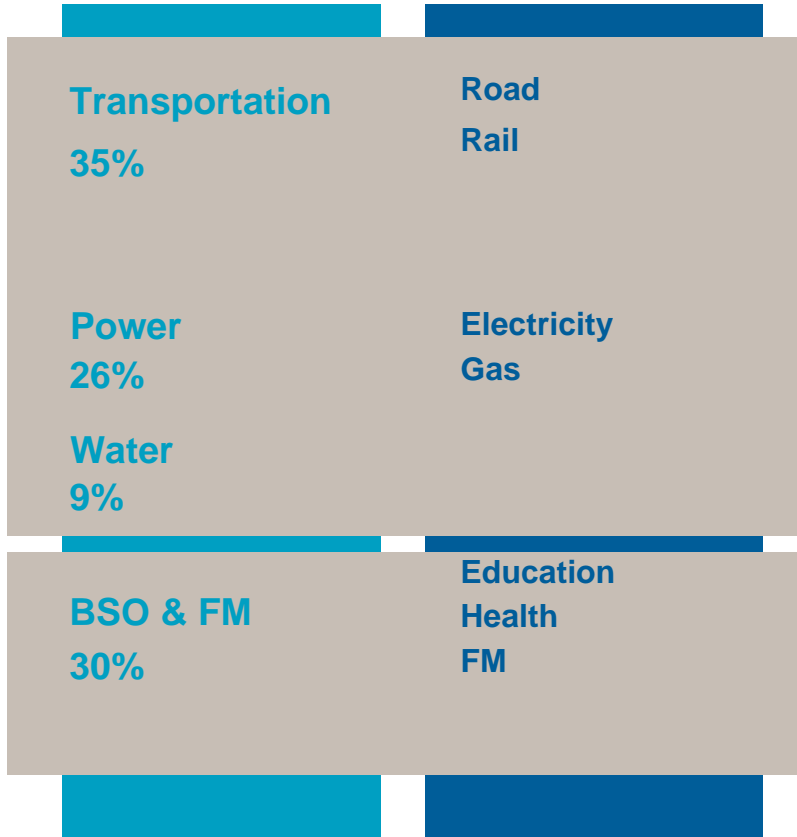 Transportation
35%
Road
Rail
Power
26%
Electricity
Gas
Water
9%
BSO & FM
30%
Education
Health
FM